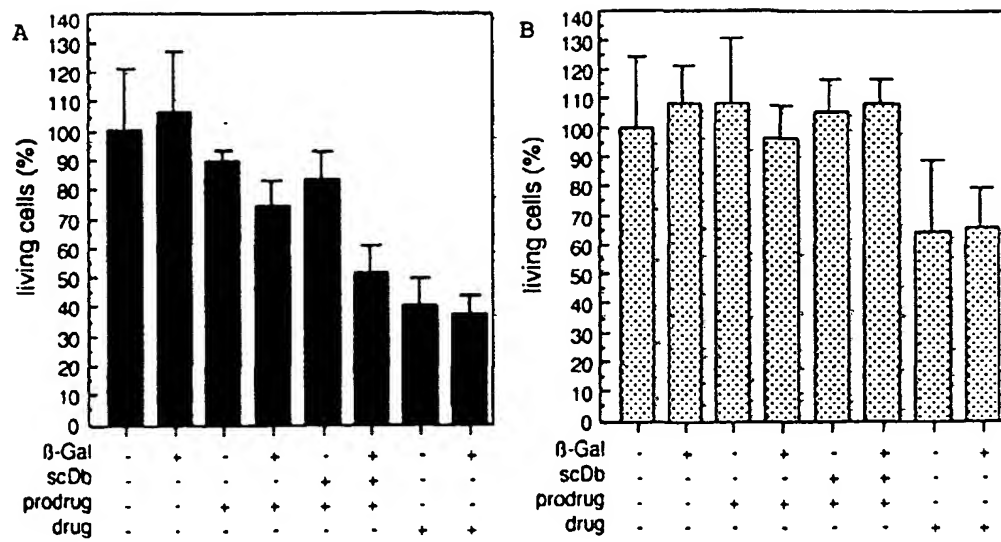 A
living cells (%)
140
130
120
110
100
90
80
70
60
50
40
30
20
10
0
ß-Gal - + - + - + - +
scDb - - - - + + - -
prodrug - - + + + + - -
drug - - - - - - + +
B
living cells (%)
140
130
120
110
100
90
80
70
60
50
40
30
20
10
0
ß-Gal - + - + - + - +
scDb - - - - + + - -
prodrug - - + + + + - -
drug - - - - - - + +